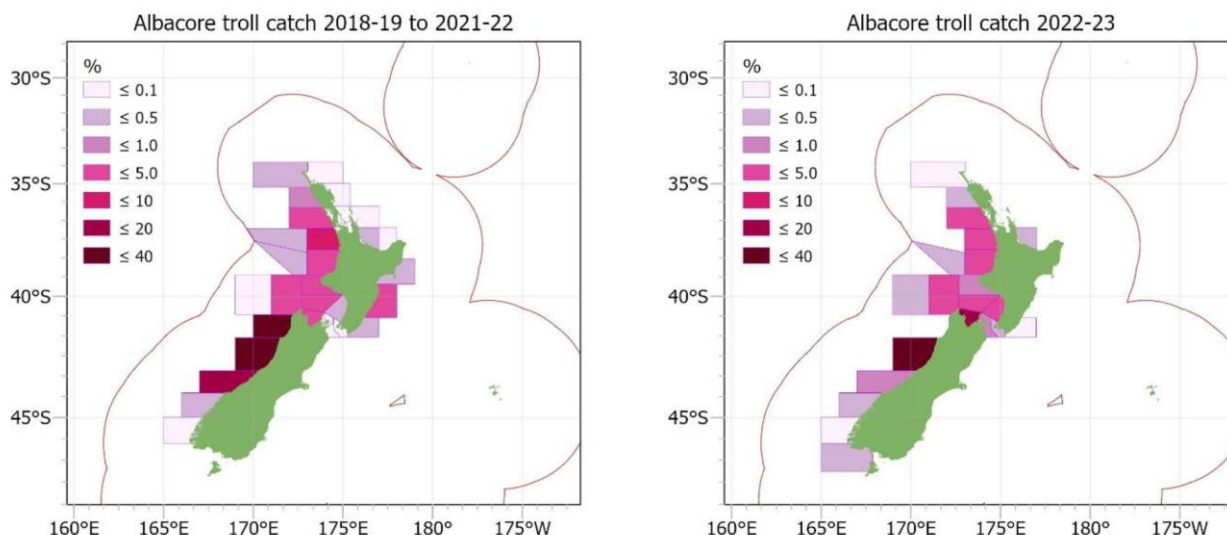 Albacore troll catch 2018-19 to 2021-22
%
≤ 0.1
≤ 0.5
≤ 1.0
≤ 5.0
≤ 10
≤ 20
≤ 40
30°S
35°S
40°S
45°S
160°E 165°E 170°E 175°E 180° 175°W
Albacore troll catch 2022-23
%
≤ 0.1
≤ 0.5
≤ 1.0
≤ 5.0
≤ 10
≤ 20
≤ 40
30°S
35°S
40°S
45°S
160°E 165°E 170°E 175°E 180° 175°W